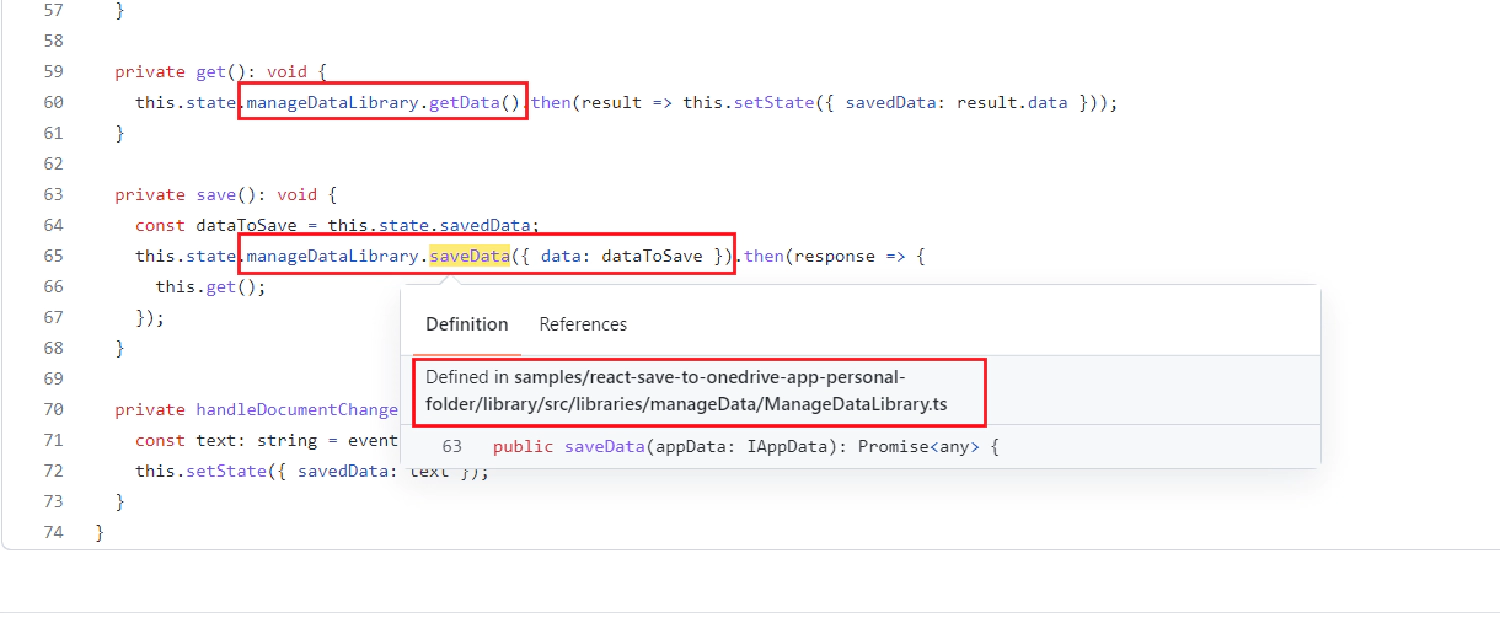 57 }
58
59 private get(): void {
60 this.state.manageDataLibrary.getData().then(result => this.setState({ savedData: result.data }));
61 }
62
63 private save(): void {
64 const dataToSave = this.state.savedData;
65 this.state.manageDataLibrary.saveData({ data: dataToSave }).then(response => {
66 this.get();
67 });
68 }
69
70 private handleDocumentChange
71 const text: string = event
72 this.setState({ savedData: text });
73 }
74 }
Definition References
Defined in samples/react-save-to-onedrive-app-personal-
folder/library/src/libraries/manageData/ManageDataLibrary.ts
63 public saveData(appData: IAppData): Promise<any> {